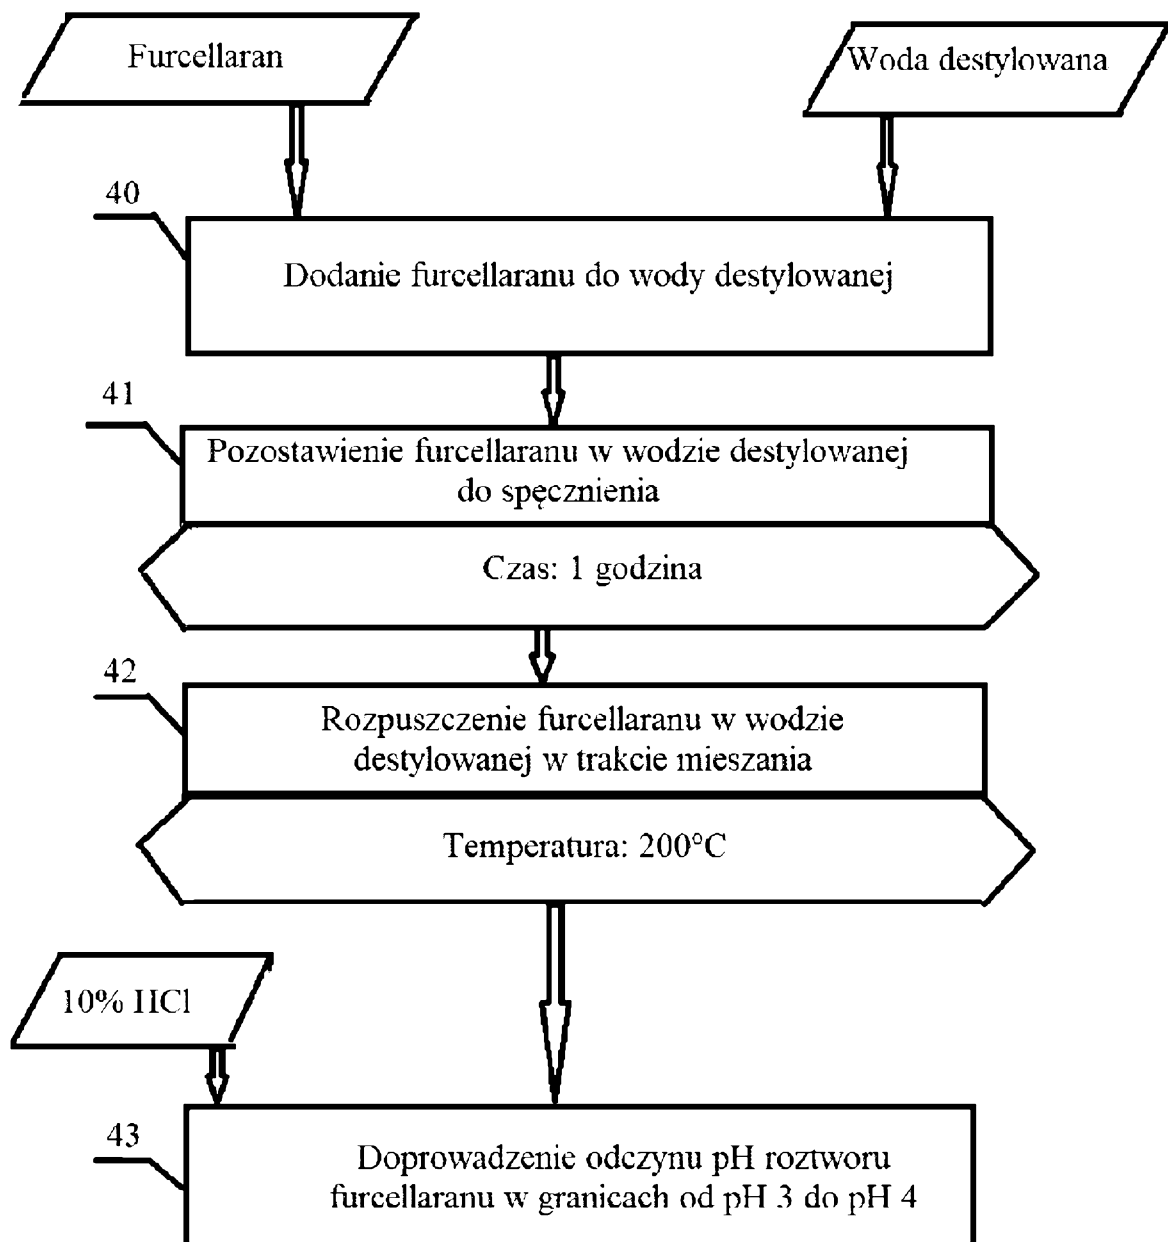 Furcellaran
Woda destylowana
40
Dodanie furcellaranu do wody destylowanej
41
Pozostawienie furcellaranu w wodzie destylowanej
do spęcznienia
Czas: 1 godzina
42
Rozpuszczenie furcellaranu w wodzie
destylowanej w trakcie mieszania
Temperatura: 200°C
10% HCl
43
Doprowadzenie odczynu pH roztworu
furcellaranu w granicach od pH 3 do pH 4